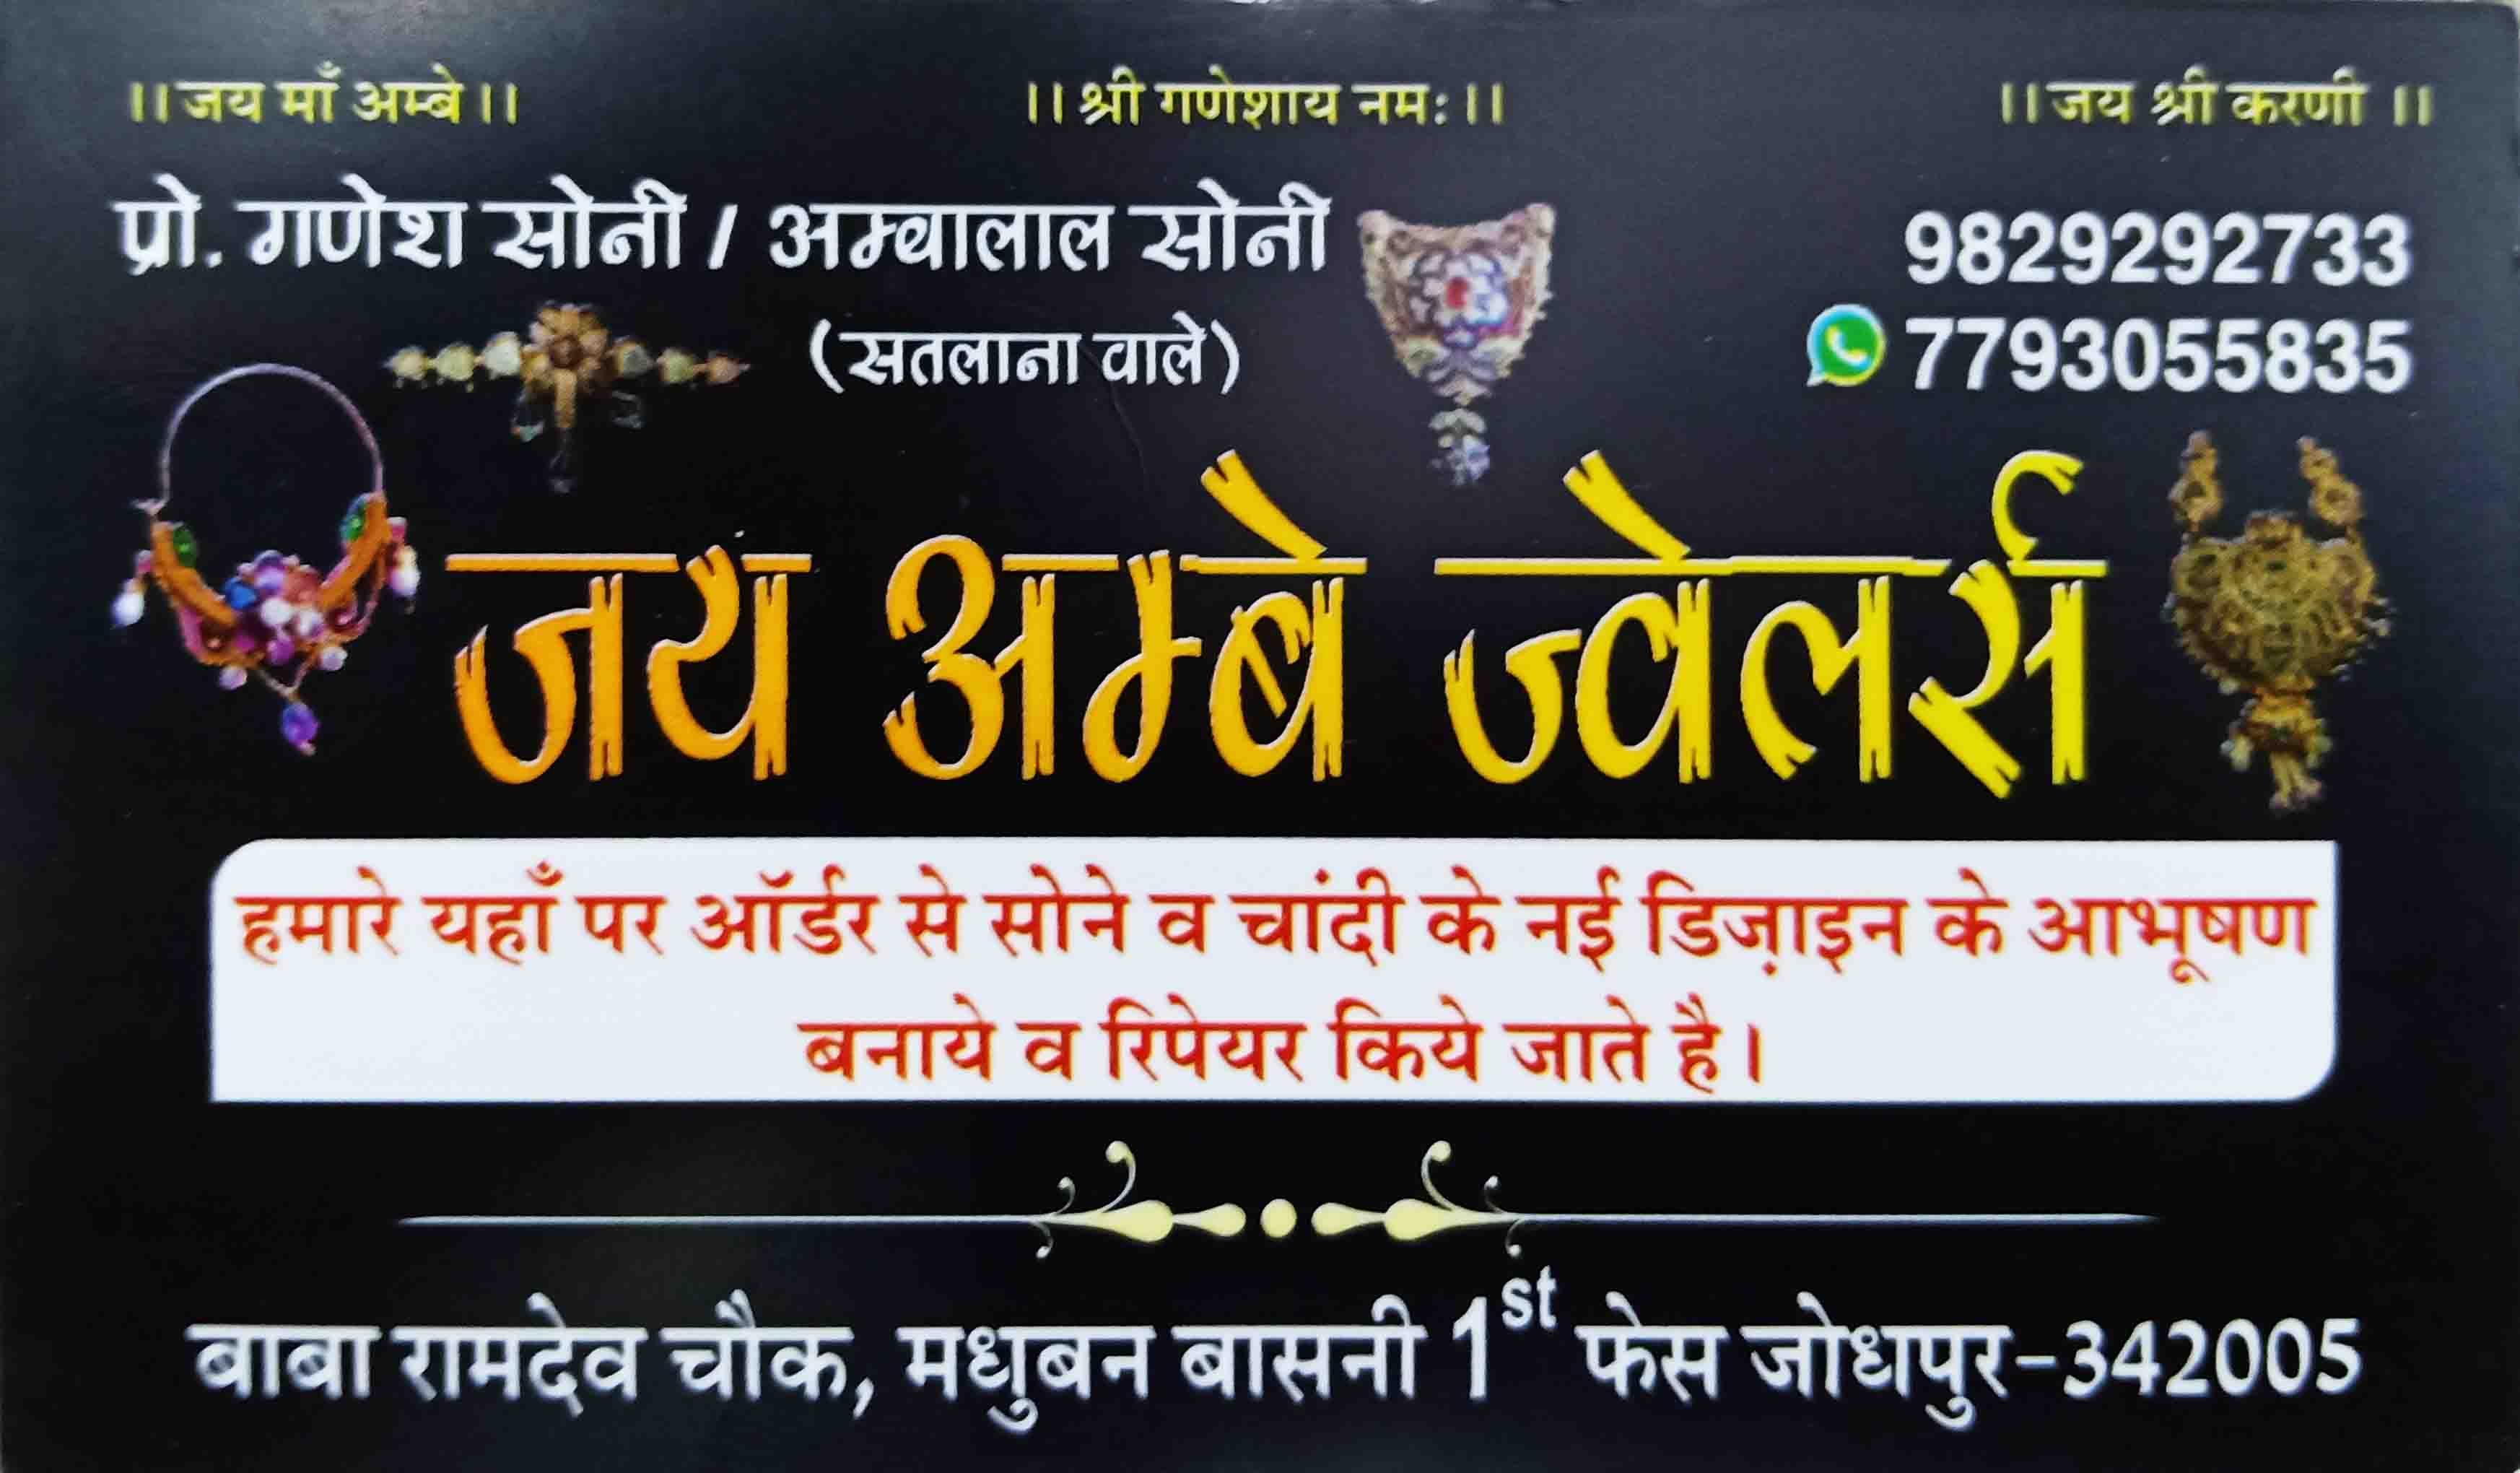 ।। जय माँ अम्बे ।।
।। श्री गणेशाय नमः ।।
।। जय श्री करणी ।।
प्रो. गणेश सोनी / अम्बालाल सोनी
(सतलाना वाले)
9829292733
7793055835
जय अम्बे ज्वेलर्स
हमारे यहाँ पर ऑर्डर से सोने व चांदी के नई डिज़ाइन के आभूषण
बनाये व रिपेयर किये जाते है।
बाबा रामदेव चौक, मधुबन बासनी 1st फेस जोधपुर-342005